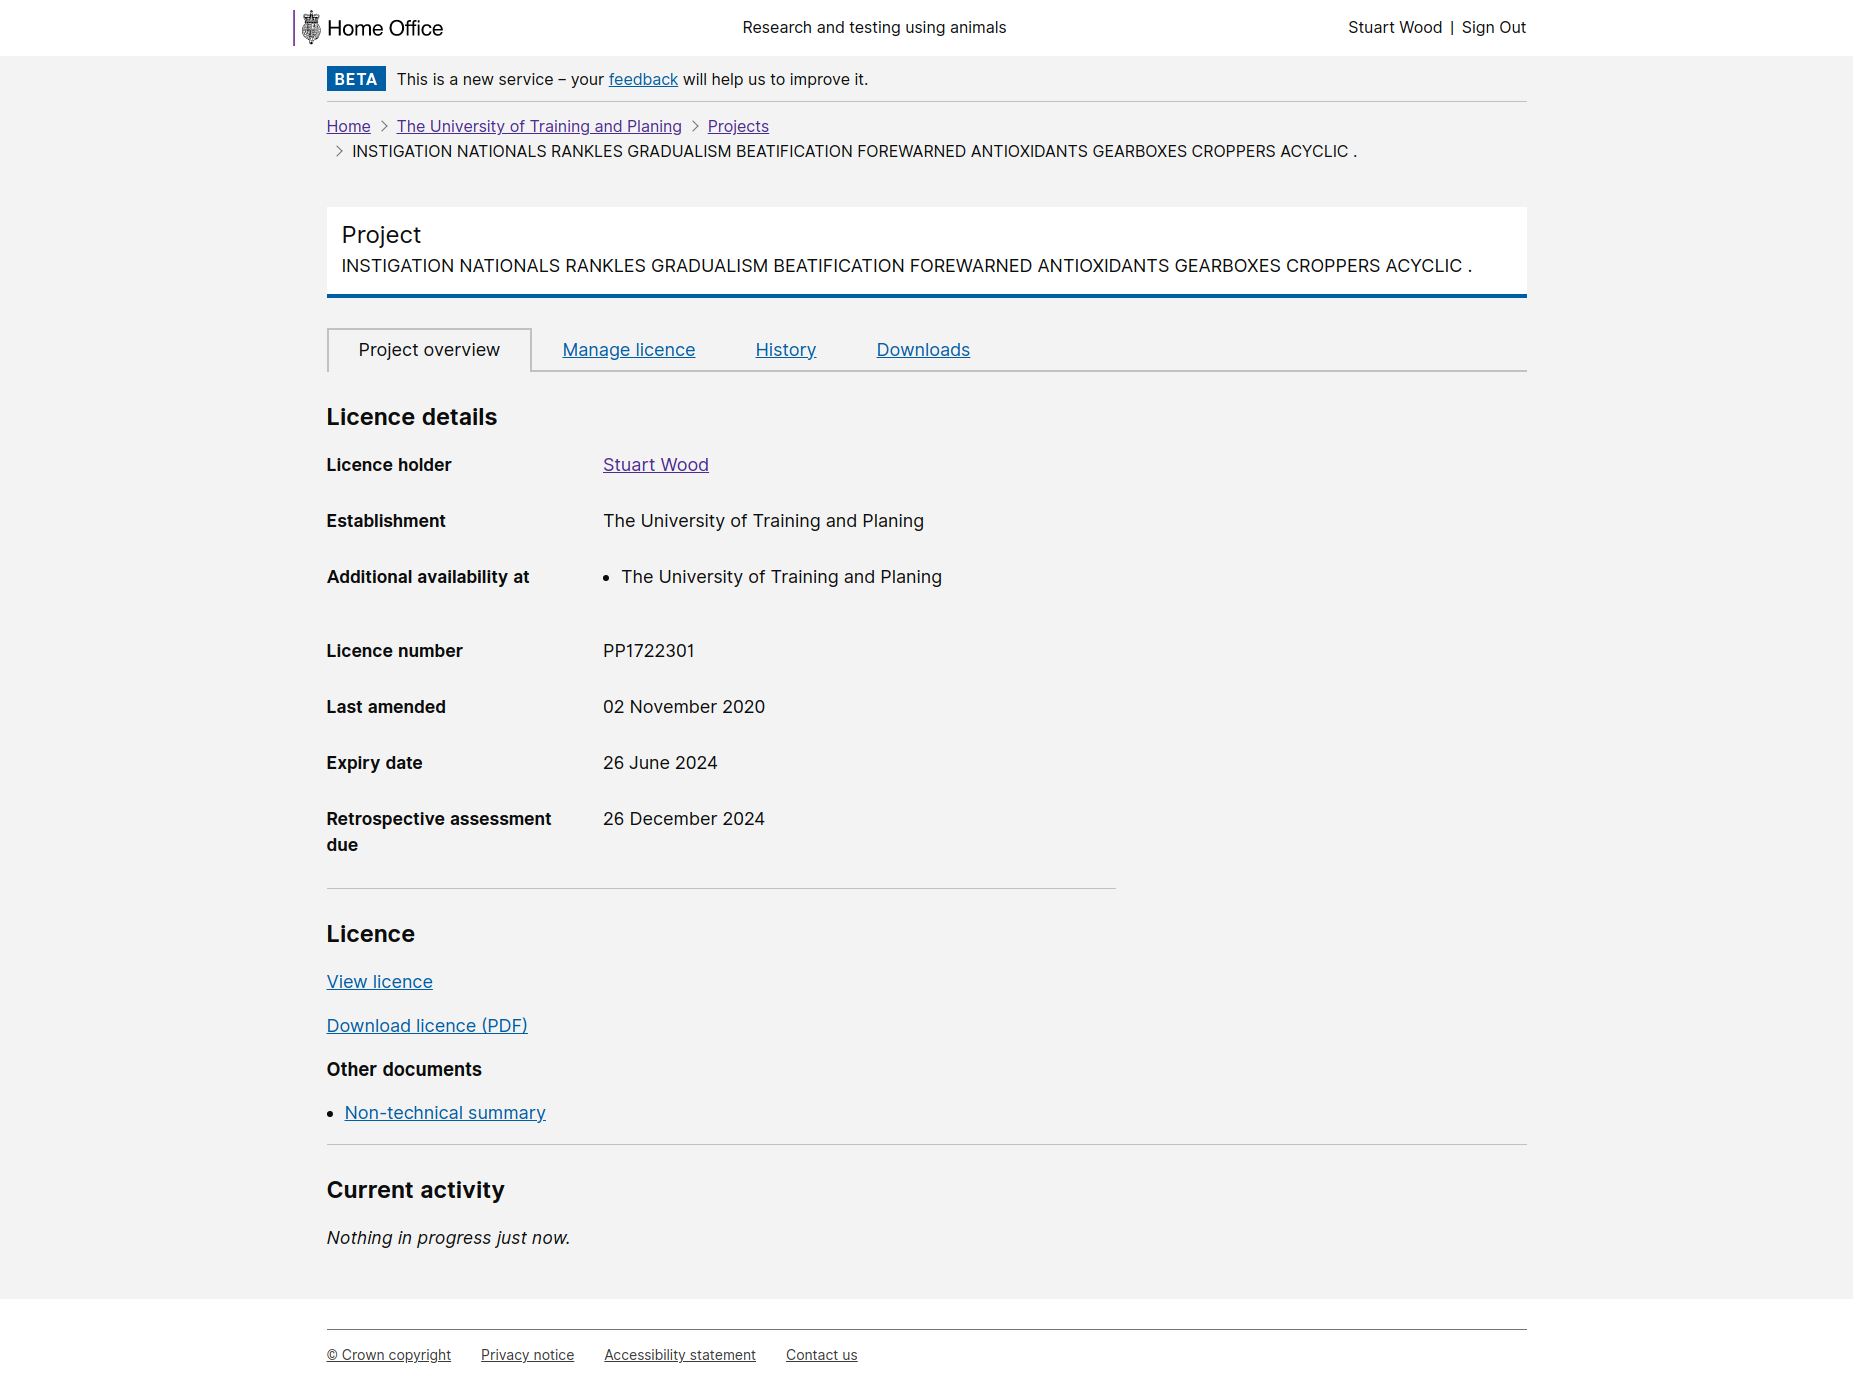 Home Office
Research and testing using animals
Stuart Wood | Sign Out
BETA This is a new service – your feedback will help us to improve it.
Home > The University of Training and Planing > Projects
> INSTIGATION NATIONALS RANKLES GRADUALISM BEATIFICATION FOREWARNED ANTIOXIDANTS GEARBOXES CROPPERS ACYCLIC .
Project
INSTIGATION NATIONALS RANKLES GRADUALISM BEATIFICATION FOREWARNED ANTIOXIDANTS GEARBOXES CROPPERS ACYCLIC .
Project overview Manage licence History Downloads
Licence details
Licence holder Stuart Wood
Establishment The University of Training and Planing
Additional availability at • The University of Training and Planing
Licence number PP1722301
Last amended 02 November 2020
Expiry date 26 June 2024
Retrospective assessment 26 December 2024
due
Licence
View licence
Download licence (PDF)
Other documents
• Non-technical summary
Current activity
Nothing in progress just now.
© Crown copyright Privacy notice Accessibility statement Contact us